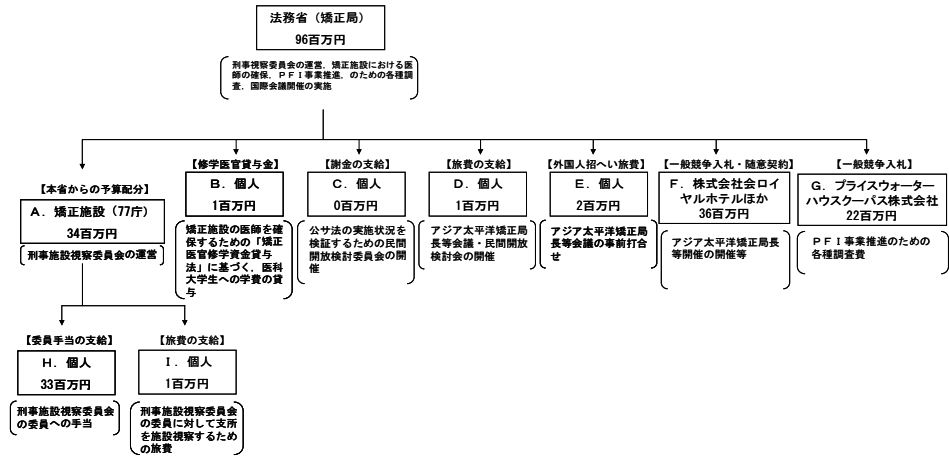 法務省（矯正局）
96百万円
刑事視察委員会の運営，矯正施設における医
師の確保，ＰＦＩ事業推進，のための各種調
査，国際会議開催の実施
【本省からの予算配分】
Ａ．矯正施設（77庁）
34百万円
刑事施設視察委員会の運営
【修学医官貸与金】
Ｂ．個人
1百万円
矯正施設の医師を確
保するための「矯正
医官修学資金貸与
法」に基づく，医科
大学生への学費の貸
与
【謝金の支給】
Ｃ．個人
0百万円
公サ法の実施状況を
検証するための民間
開放検討委員会の開
催
【旅費の支給】
Ｄ．個人
1百万円
アジア太平洋矯正局
長等会議・民間開放
検討会の開催
【外国人招へい旅費】
Ｅ．個人
2百万円
アジア太平洋矯正局
長等会議の事前打合
せ
【一般競争入札・随意契約】
Ｆ．株式会社会ロイ
ヤルホテルほか
36百万円
アジア太平洋矯正局長
等開催の開催等
【一般競争入札】
Ｇ．プライスウォーター
ハウスクーパス株式会社
22百万円
ＰＦＩ事業推進のための
各種調査費
【委員手当の支給】
Ｈ．個人
33百万円
刑事施設視察委員会
の委員への手当
【旅費の支給】
Ｉ．個人
1百万円
刑事施設視察委員会
の委員に対して支所
を施設視察するため
の旅費